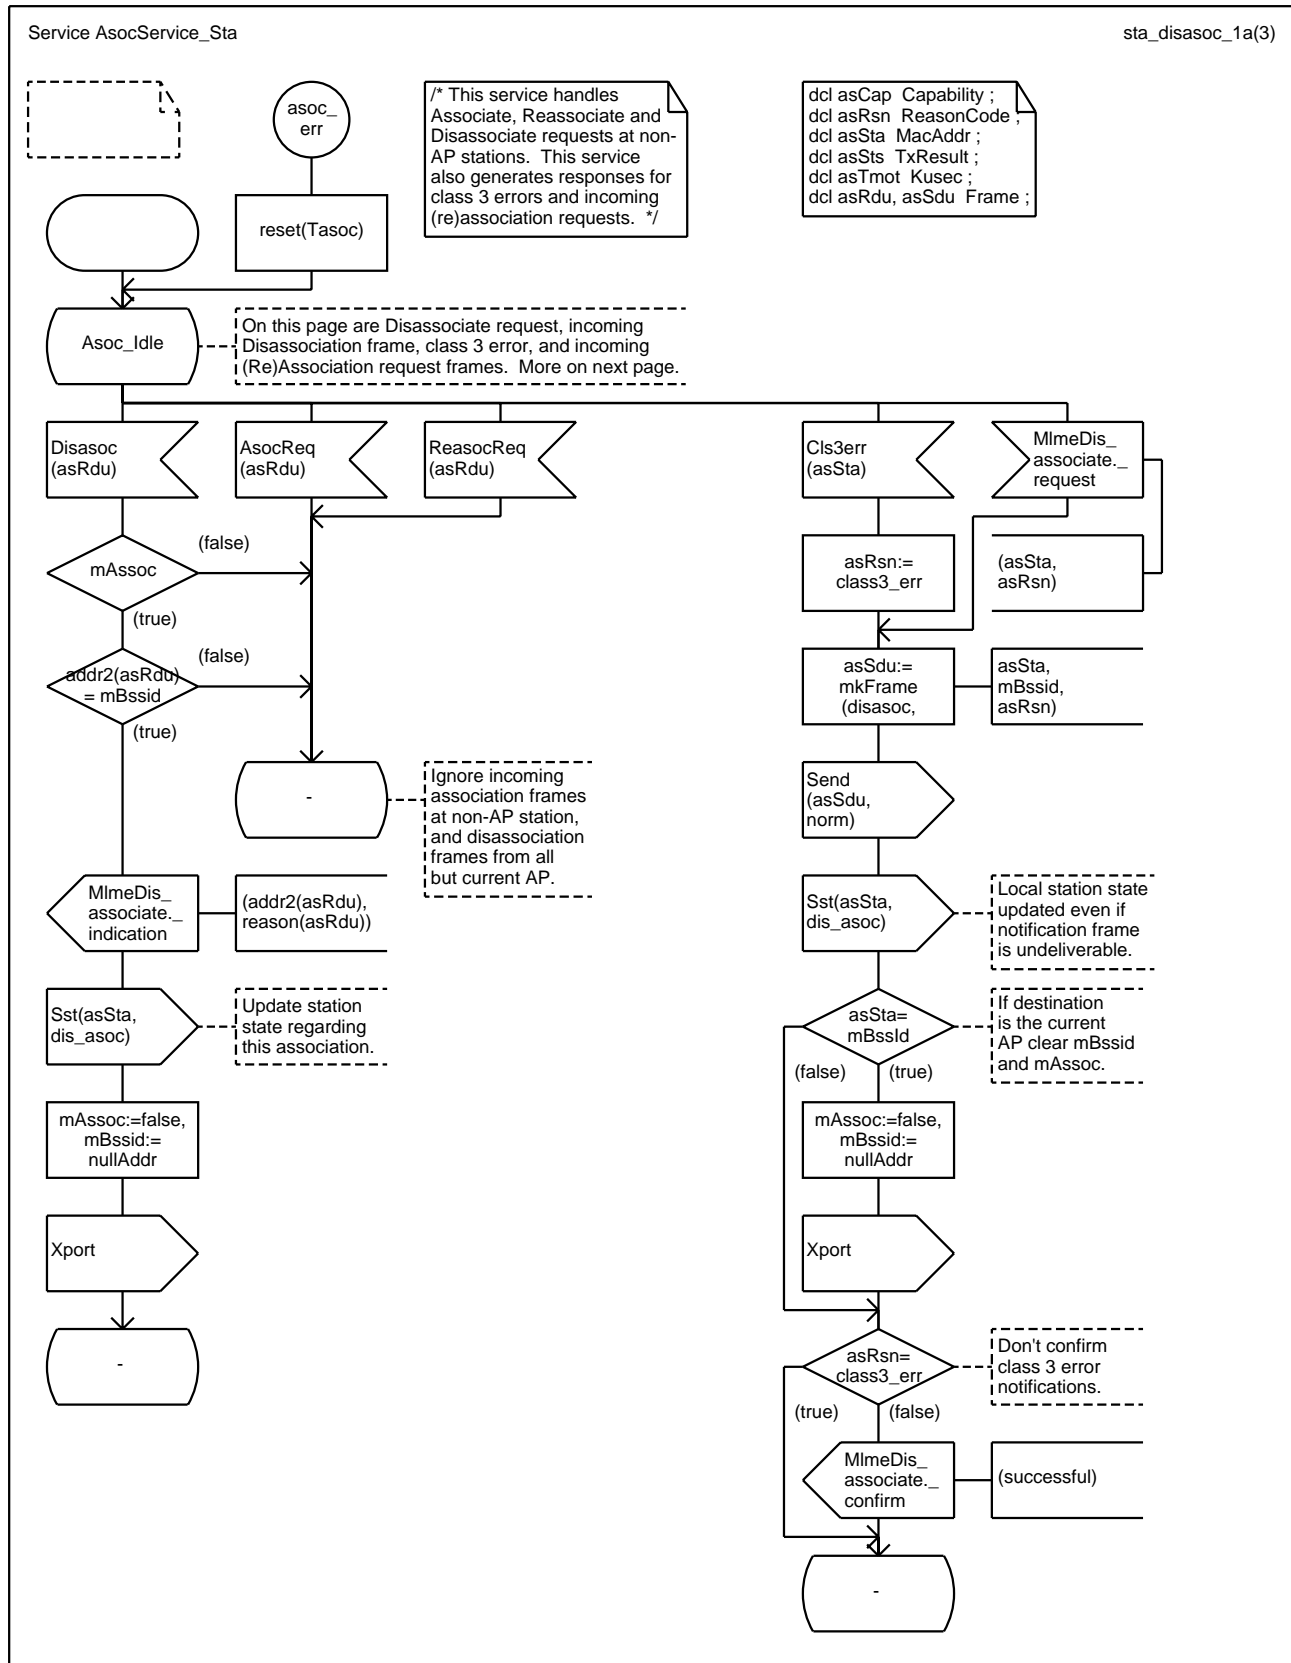 Service AsocService_Sta
sta_disasoc_1a(3)
asoc_
err
/* This service handles
Associate, Reassociate and
Disassociate requests at non-
AP stations.  This service
also generates responses for
class 3 errors and incoming
(re)association requests.  */
dcl asCap  Capability ;
dcl asRsn  ReasonCode ;
dcl asSta  MacAddr ;
dcl asSts  TxResult ;
dcl asTmot  Kusec ;
dcl asRdu, asSdu  Frame ;
reset(Tasoc)
Asoc_Idle
On this page are Disassociate request, incoming
Disassociation frame, class 3 error, and incoming
(Re)Association request frames.  More on next page.
Disasoc
(asRdu)
AsocReq
(asRdu)
ReasocReq
(asRdu)
Cls3err
(asSta)
MlmeDis_
associate._
request
(false)
mAssoc
(true)
asRsn:=
class3_err
(asSta,
asRsn)
(false)
addr2(asRdu)
= mBssid
(true)
asSdu:=
mkFrame
(disasoc,
asSta,
mBssid,
asRsn)
-
Ignore incoming
association frames
at non-AP station,
and disassociation
frames from all
but current AP.
Send
(asSdu,
norm)
MlmeDis_
associate._
indication
(addr2(asRdu),
reason(asRdu))
Sst(asSta,
dis_asoc)
Local station state
updated even if
notification frame
is undeliverable.
Sst(asSta,
dis_asoc)
Update station
state regarding
this association.
asSta=
mBssId
If destination
is the current
AP clear mBssid
and mAssoc.
(false)
(true)
mAssoc:=false,
mBssid:=
nullAddr
mAssoc:=false,
mBssid:=
nullAddr
Xport
Xport
-
asRsn=
class3_err
Don't confirm
class 3 error
notifications.
(true)
(false)
MlmeDis_
associate._
confirm
(successful)
-